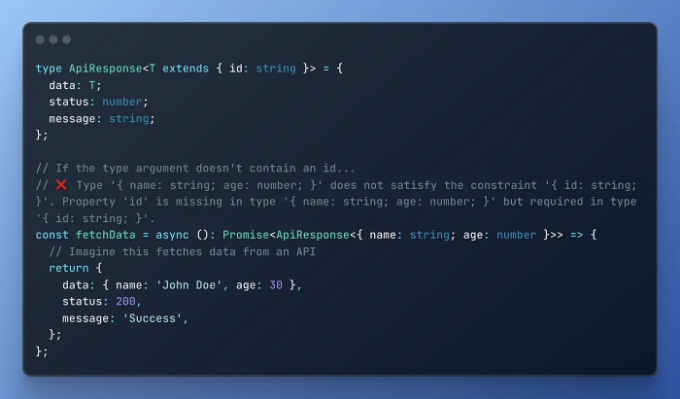 type ApiResponse<T extends { id: string }> = {
  data: T;
  status: number;
  message: string;
};

// If the type argument doesn't contain an id...
// ❌ Type '{ name: string; age: number; }' does not satisfy the constraint '{ id: string;
}'. Property 'id' is missing in type '{ name: string; age: number; }' but required in type
'{ id: string; }'.
const fetchData = async (): Promise<ApiResponse<{ name: string; age: number }>> => {
  // Imagine this fetches data from an API
  return {
    data: { name: 'John Doe', age: 30 },
    status: 200,
    message: 'Success',
  };
};